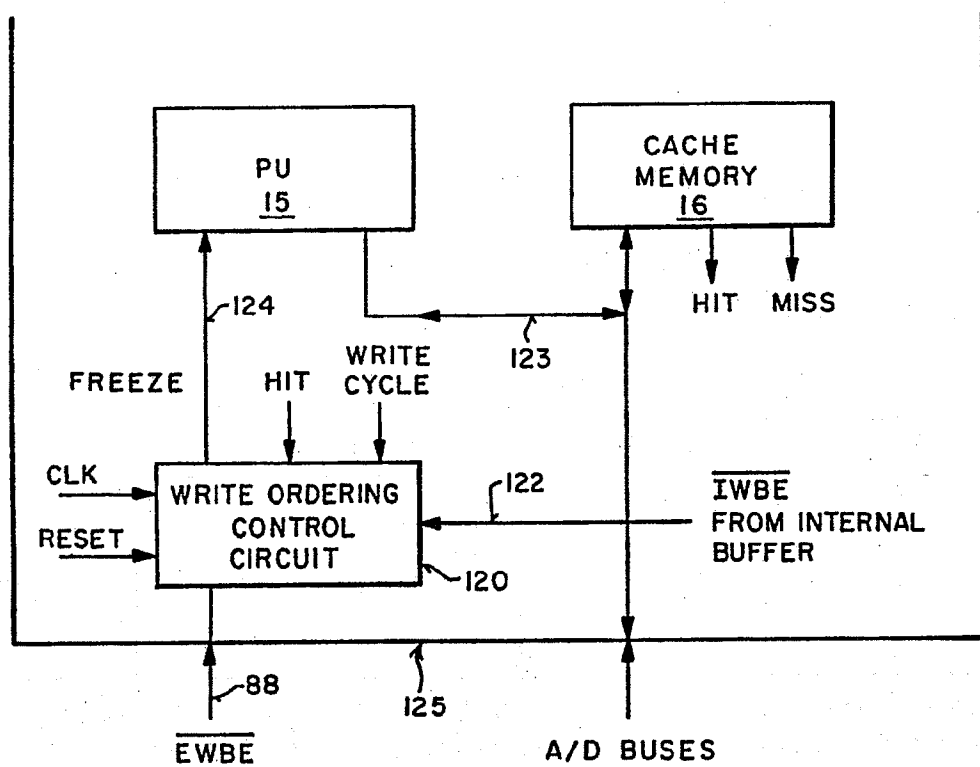 PU
15
CACHE
MEMORY
16
HIT MISS
124
123
FREEZE
HIT
WRITE
CYCLE
CLK
RESET
WRITE ORDERING
CONTROL
CIRCUIT
122
IWBE
FROM INTERNAL
BUFFER
120
88
125
EWBE
A/D BUSES